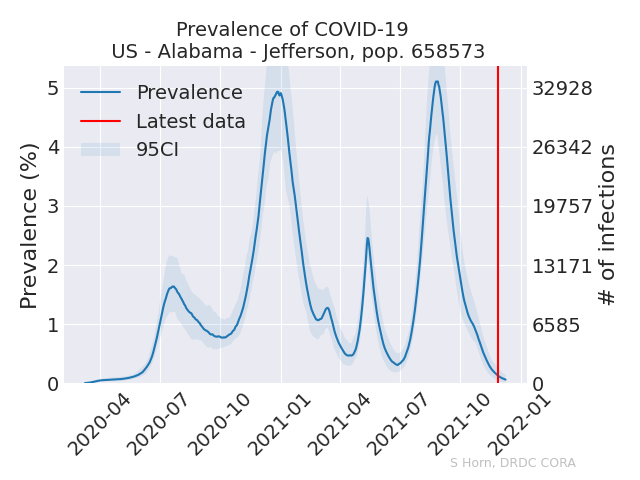 Prevalence of COVID-19
US - Alabama - Jefferson, pop. 658573
Prevalence
Latest data
95CI
Prevalence (%)
5
4
3
2
1
0
32928
26342
19757
13171
6585
0
# of infections
2020-04
2020-07
2020-10
2021-01
2021-04
2021-07
2021-10
2022-01
S Horn, DRDC CORA